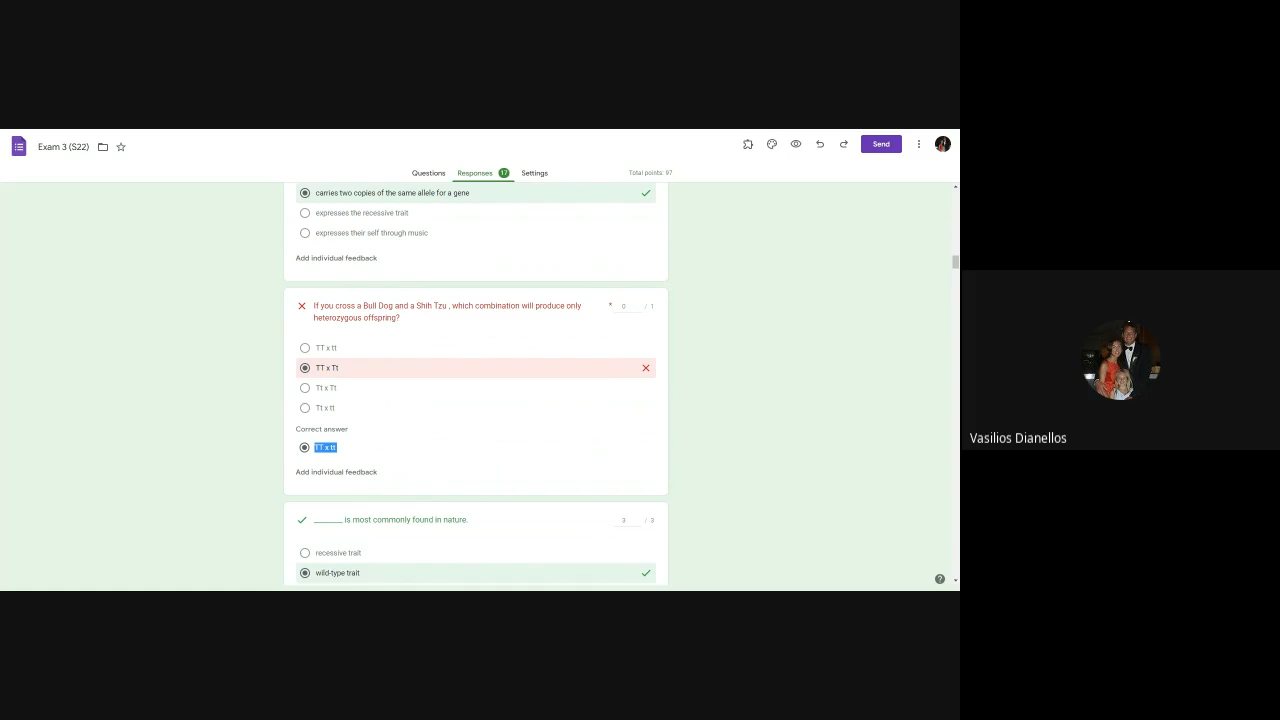 Exam 3 (S22)
Send
Questions Responses 17 Settings
Total points: 97
carries two copies of the same allele for a gene
expresses the recessive trait
expresses their self through music
Add individual feedback
If you cross a Bull Dog and a Shih Tzu , which combination will produce only * 0 / 1
heterozygous offspring?
TT x tt
TT x Tt
Tt x Tt
Tt x tt
Correct answer
TT x tt
Add individual feedback
________ is most commonly found in nature. 3 / 3
recessive trait
wild-type trait
Vasilios Dianellos